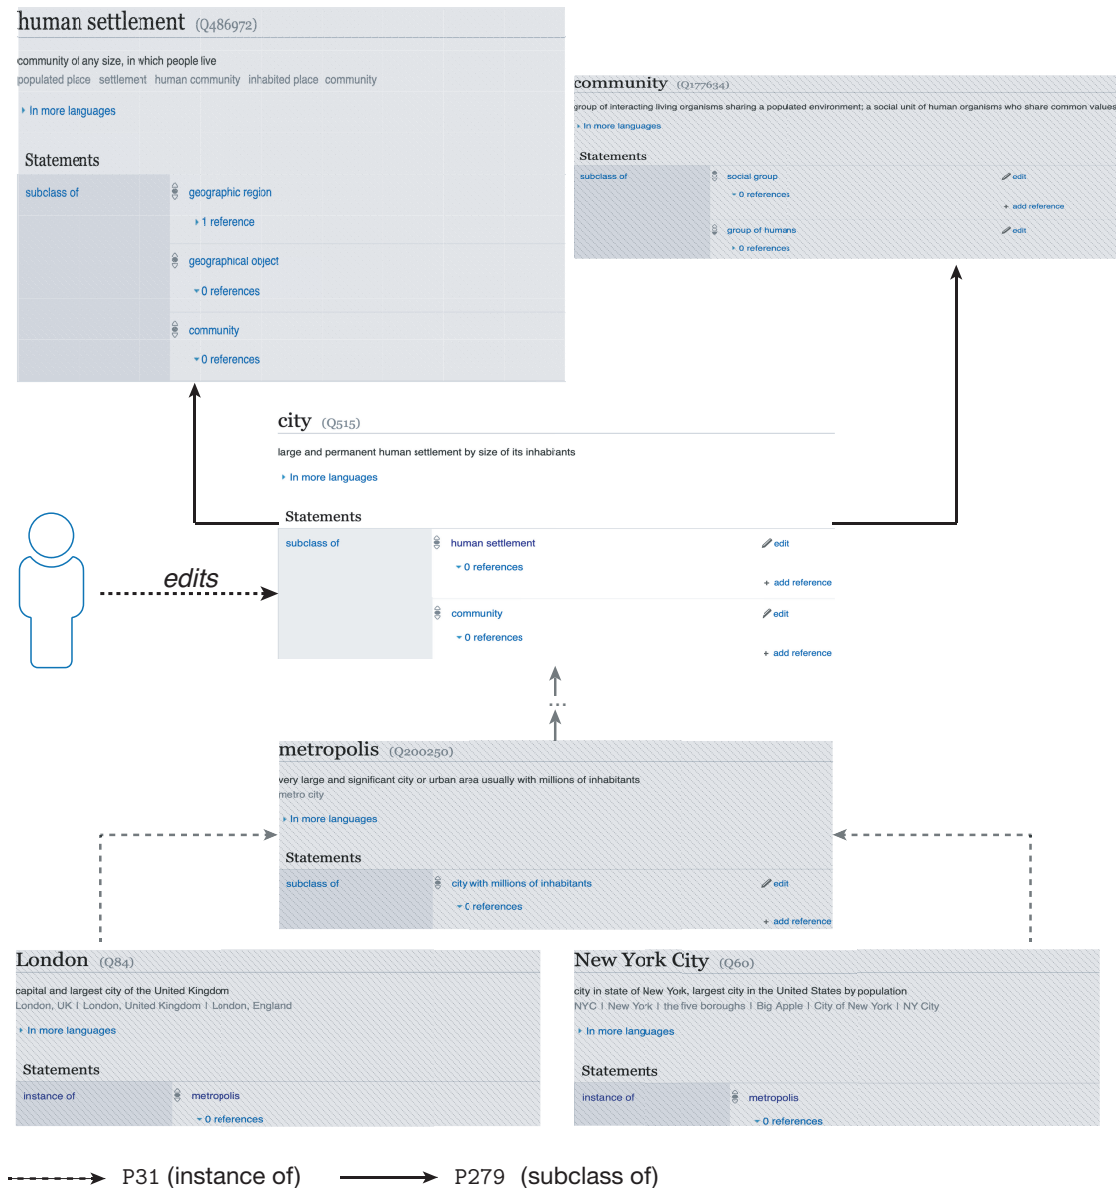 human settlement (Q486972)
community of any size, in which people live
populated place settlement human community inhabited place community
In more languages
Statements
subclass of
geographic region
1 reference
geographical object
0 references
community
0 references
community (Q177634)
group of interacting living organisms sharing a populated environment; a social unit of human organisms who share common values
In more languages
Statements
subclass of
social group
edit
0 references
+ add reference
group of humans
edit
0 references
city (Q515)
large and permanent human settlement by size of its inhabitants
In more languages
Statements
subclass of
human settlement
edit
0 references
+ add reference
community
edit
0 references
+ add reference
edits
...
metropolis (Q200250)
very large and significant city or urban area usually with millions of inhabitants
metro city
In more languages
Statements
subclass of
city with millions of inhabitants
edit
0 references
+ add reference
London (Q84)
capital and largest city of the United Kingdom
London, UK | London, United Kingdom | London, England
In more languages
Statements
instance of
metropolis
0 references
New York City (Q60)
city in state of New York, largest city in the United States by population
NYC | New York | the five boroughs | Big Apple | City of New York | NY City
In more languages
Statements
instance of
metropolis
0 references
P31 (instance of)
P279 (subclass of)